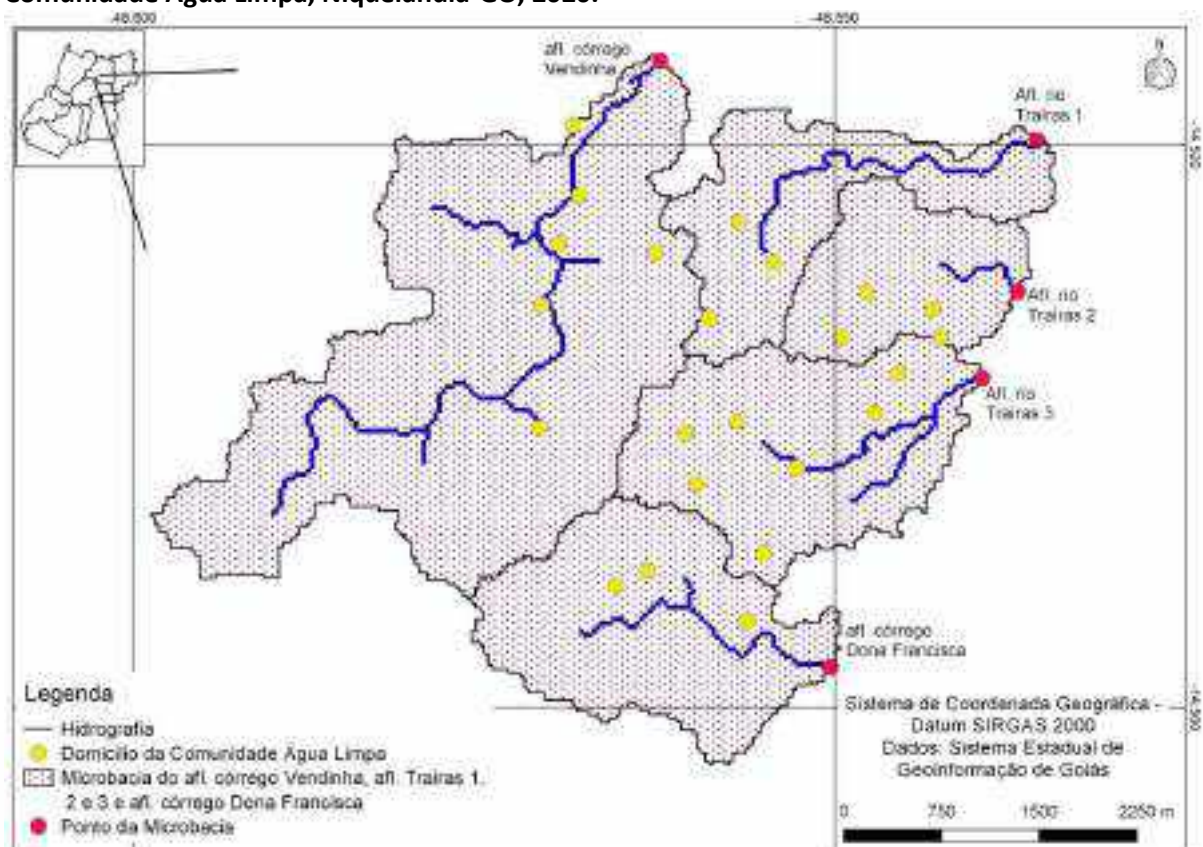 Comunidade Água Limpa, Niquelândia-GO, 2020.
afl. córrego
Vendinha
Afl. rio
Trairas 1
Afl. rio
Trairas 2
Afl. rio
Trairas 3
afl. córrego
Dona Francisca
Legenda
Hidrografia
Domicílio da Comunidade Agua Limpa
Microbacia do afl. córrego Vendinha, afl. Trairas 1,
2 e 3 e afl. córrego Dona Francisca
Ponto da Microbacia
Sistema de Coordenada Geográfica -
Datum SIRGAS 2000
Dados: Sistema Estadual de
Geoinformação de Goiás
0 750 1500 2250 m